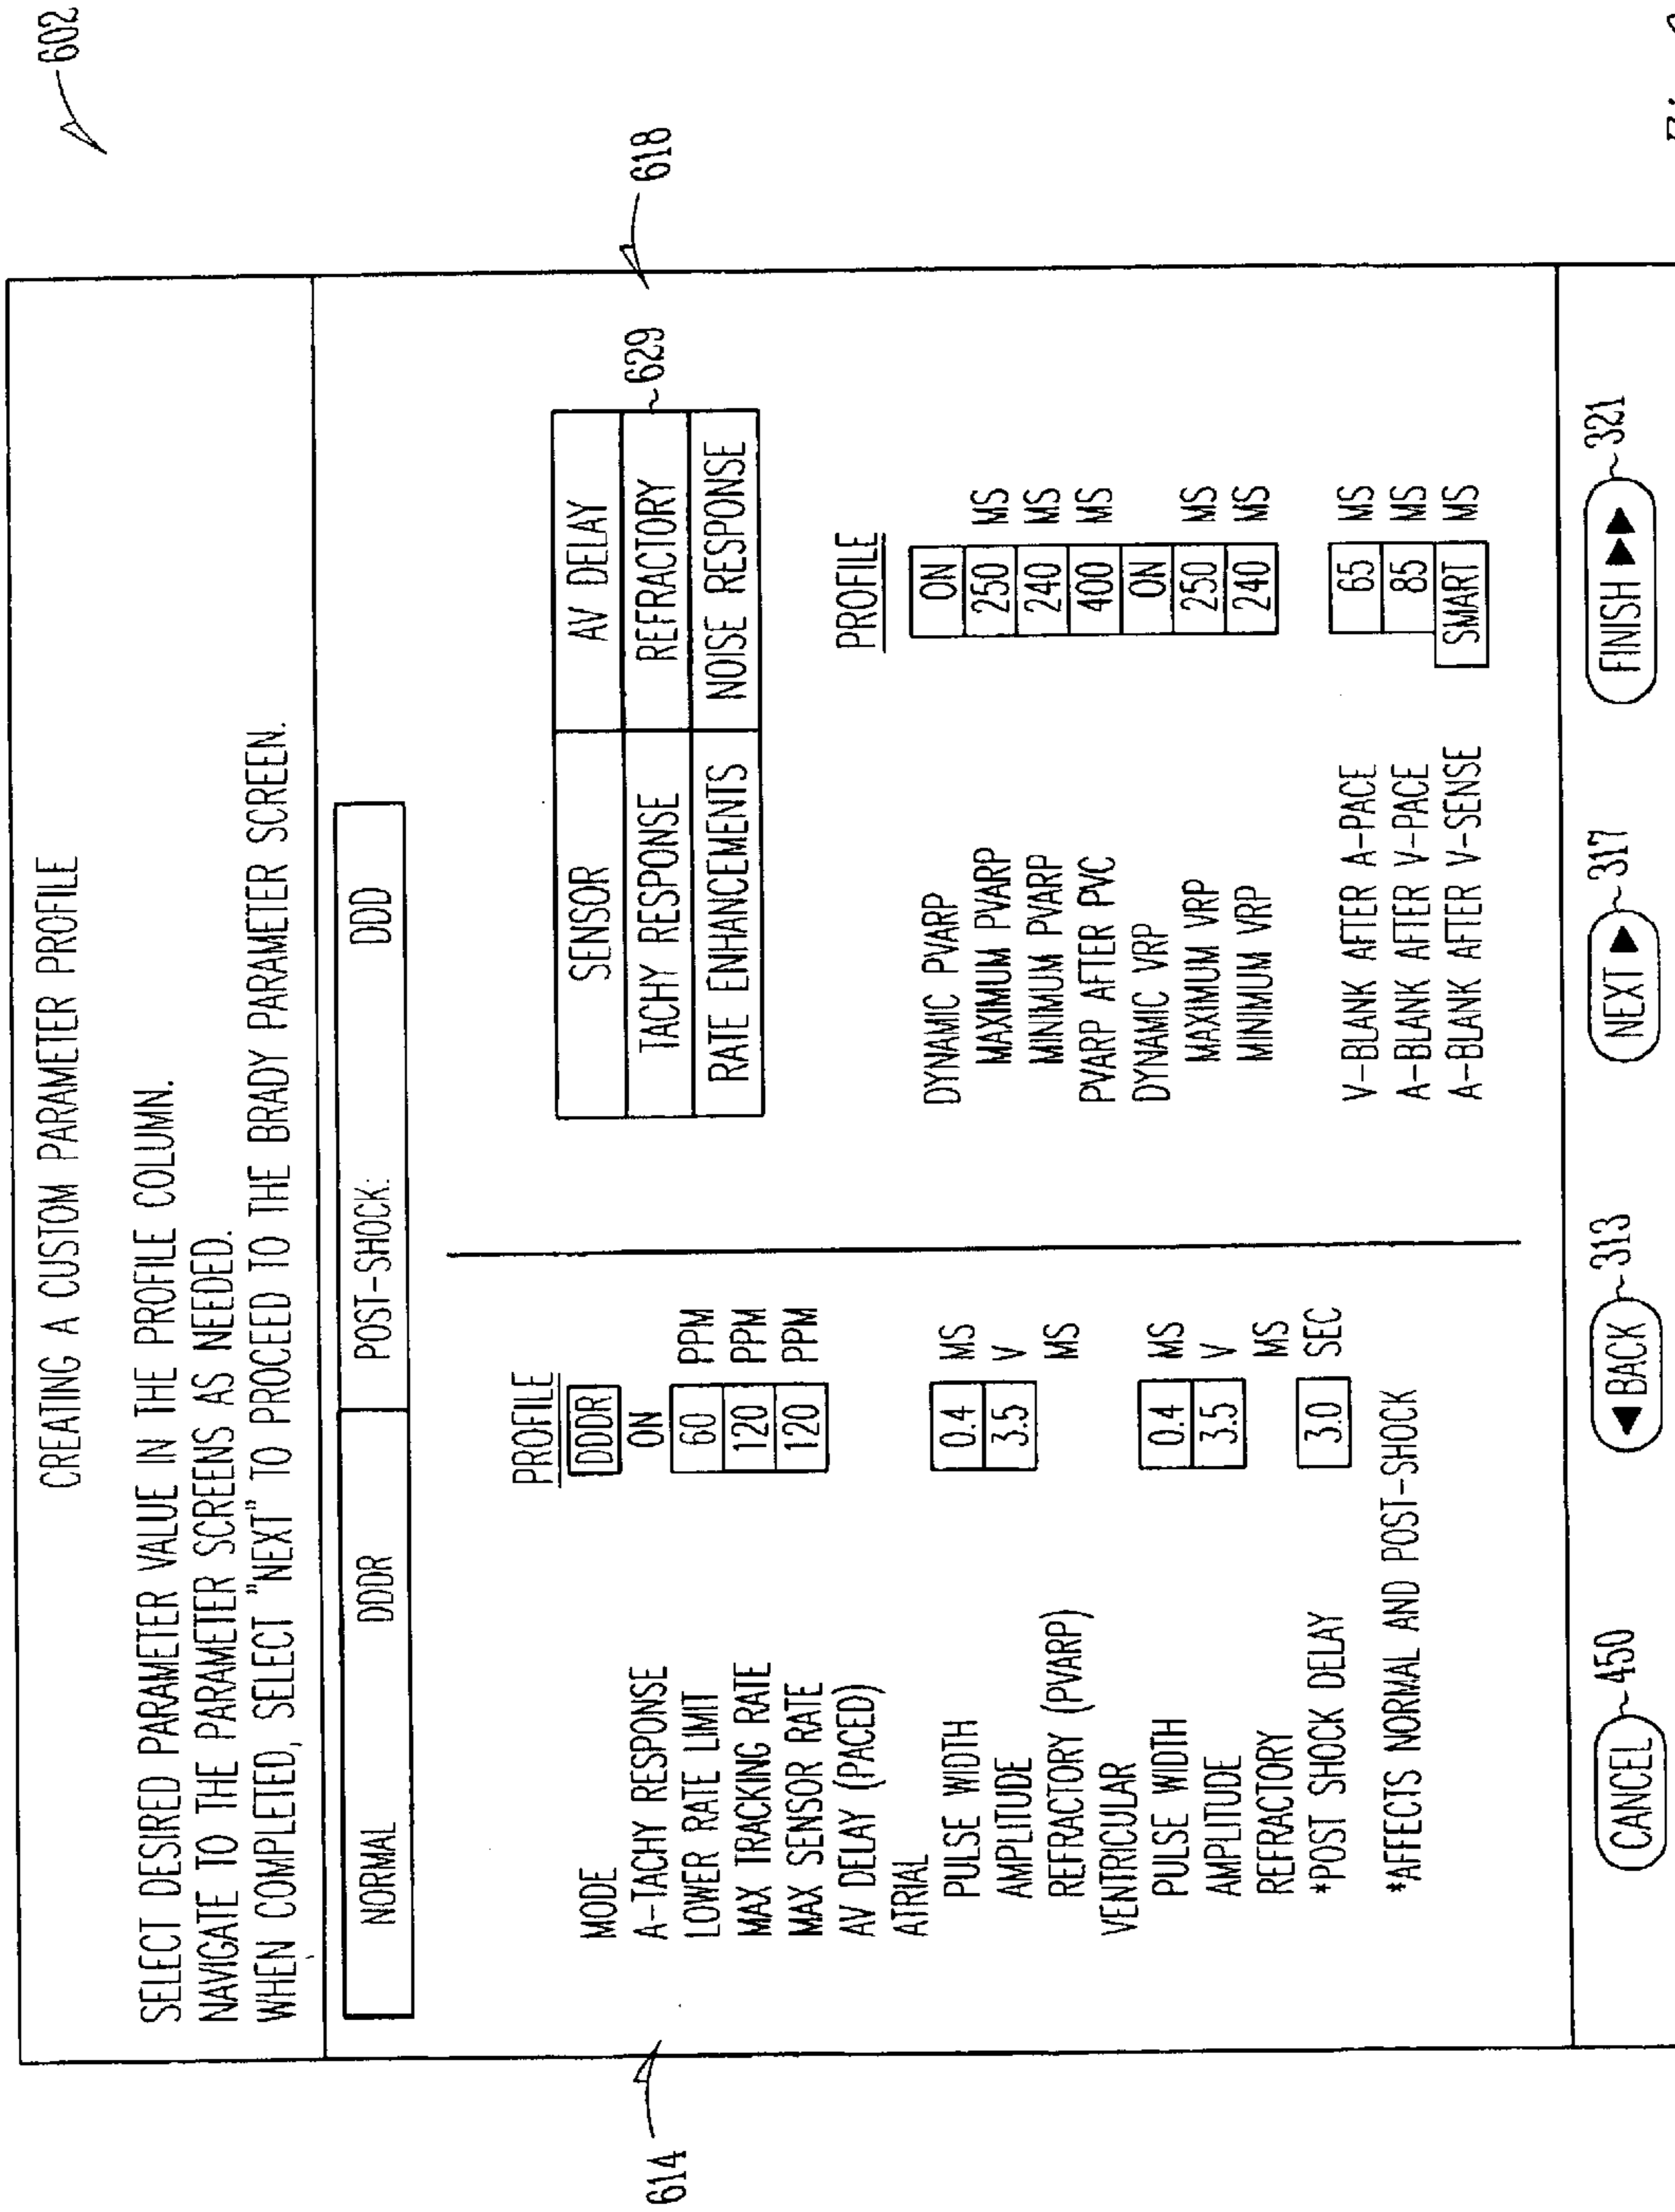 602
CREATING A CUSTOM PARAMETER PROFILE
SELECT DESIRED PARAMETER VALUE IN THE PROFILE COLUMN.
NAVIGATE TO THE PARAMETER SCREENS AS NEEDED.
WHEN COMPLETED, SELECT "NEXT" TO PROCEED TO THE BRADY PARAMETER SCREEN.
NORMAL DDDR POST-SHOCK: DDD
614
PROFILE
MODE DDDR
A-TACHY RESPONSE ON
LOWER RATE LIMIT 60 PPM
MAX TRACKING RATE 120 PPM
MAX SENSOR RATE 120 PPM
AV DELAY (PACED)
ATRIAL
PULSE WIDTH 0.4 MS
AMPLITUDE 3.5 V
REFRACTORY (PVARP) MS
VENTRICULAR
PULSE WIDTH 0.4 MS
AMPLITUDE 3.5 V
REFRACTORY MS
*POST SHOCK DELAY 3.0 SEC
*AFFECTS NORMAL AND POST-SHOCK
618
SENSOR AV DELAY
TACHY RESPONSE REFRACTORY 629
RATE ENHANCEMENTS NOISE RESPONSE
PROFILE
DYNAMIC PVARP ON
MAXIMUM PVARP 250 MS
MINIMUM PVARP 240 MS
PVARP AFTER PVC 400 MS
DYNAMIC VRP ON
MAXIMUM VRP 250 MS
MINIMUM VRP 240 MS
V-BLANK AFTER A-PACE 65 MS
A-BLANK AFTER V-PACE 85 MS
A-BLANK AFTER V-SENSE SMART MS
CANCEL 450 ◀ BACK 313 NEXT ▶ 317 FINISH ▶▶ 321